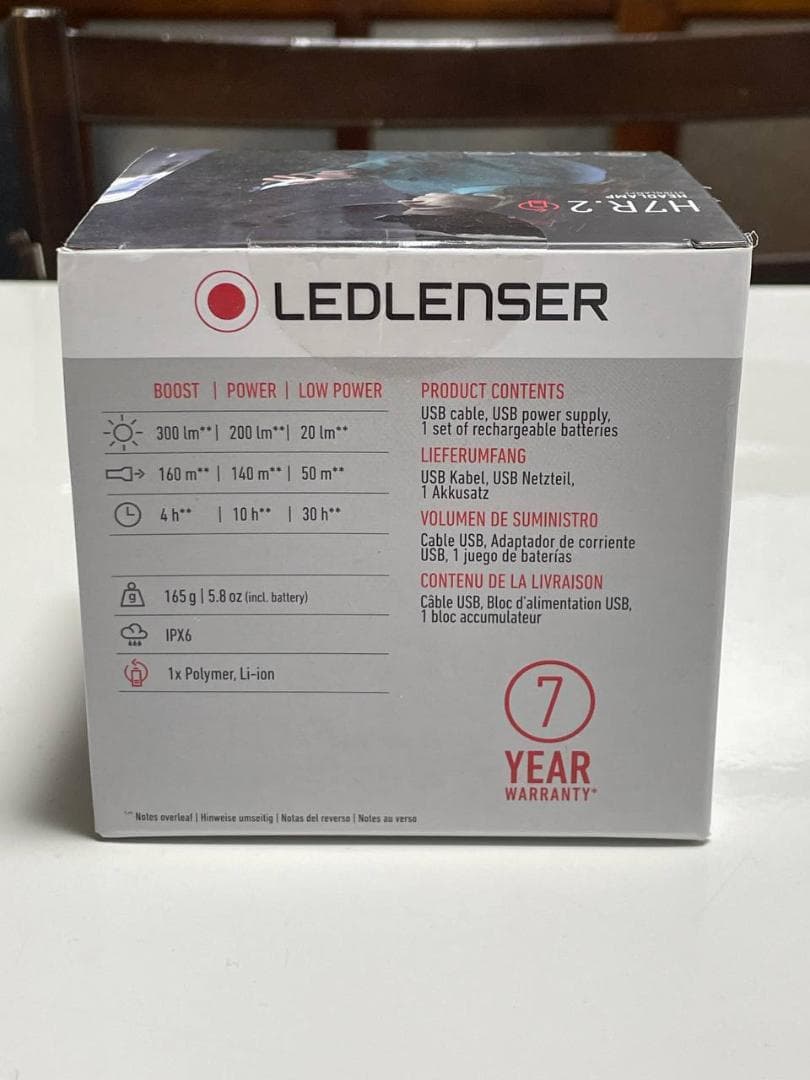 H7R.2
HEADLAMP
LEDLENSER
BOOST | POWER | LOW POWER
300 lm** | 200 lm** | 20 lm**
160 m** | 140 m** | 50 m**
4 h** | 10 h** | 30 h**
g 165 g | 5.8 oz (incl. battery)
IPX6
1x Polymer, Li-ion
PRODUCT CONTENTS
USB cable, USB power supply,
1 set of rechargeable batteries
LIEFERUMFANG
USB Kabel, USB Netzteil,
1 Akkusatz
VOLUMEN DE SUMINISTRO
Cable USB, Adaptador de corriente
USB, 1 juego de baterías
CONTENU DE LA LIVRAISON
Câble USB, Bloc d'alimentation USB,
1 bloc accumulateur
7
YEAR
WARRANTY*
Notes overleaf | Hinweise umseitig | Notas del reverso | Notes au verso